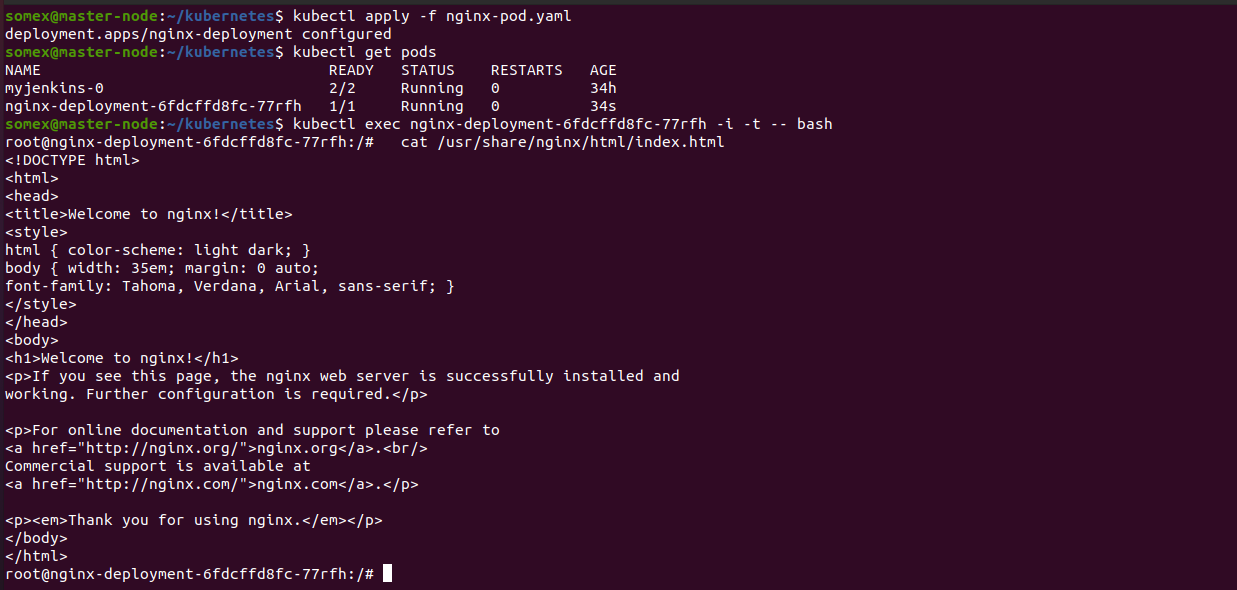 somex@master-node:~/kubernetes$ kubectl apply -f nginx-pod.yaml
deployment.apps/nginx-deployment configured
somex@master-node:~/kubernetes$ kubectl get pods
NAME                                READY   STATUS    RESTARTS   AGE
myjenkins-0                         2/2     Running   0          34h
nginx-deployment-6fdcffd8fc-77rfh   1/1     Running   0          34s
somex@master-node:~/kubernetes$ kubectl exec nginx-deployment-6fdcffd8fc-77rfh -i -t -- bash
root@nginx-deployment-6fdcffd8fc-77rfh:/#   cat /usr/share/nginx/html/index.html
<!DOCTYPE html>
<html>
<head>
<title>Welcome to nginx!</title>
<style>
html { color-scheme: light dark; }
body { width: 35em; margin: 0 auto;
font-family: Tahoma, Verdana, Arial, sans-serif; }
</style>
</head>
<body>
<h1>Welcome to nginx!</h1>
<p>If you see this page, the nginx web server is successfully installed and
working. Further configuration is required.</p>

<p>For online documentation and support please refer to
<a href="http://nginx.org/">nginx.org</a>.<br/>
Commercial support is available at
<a href="http://nginx.com/">nginx.com</a>.</p>

<p><em>Thank you for using nginx.</em></p>
</body>
</html>
root@nginx-deployment-6fdcffd8fc-77rfh:/#